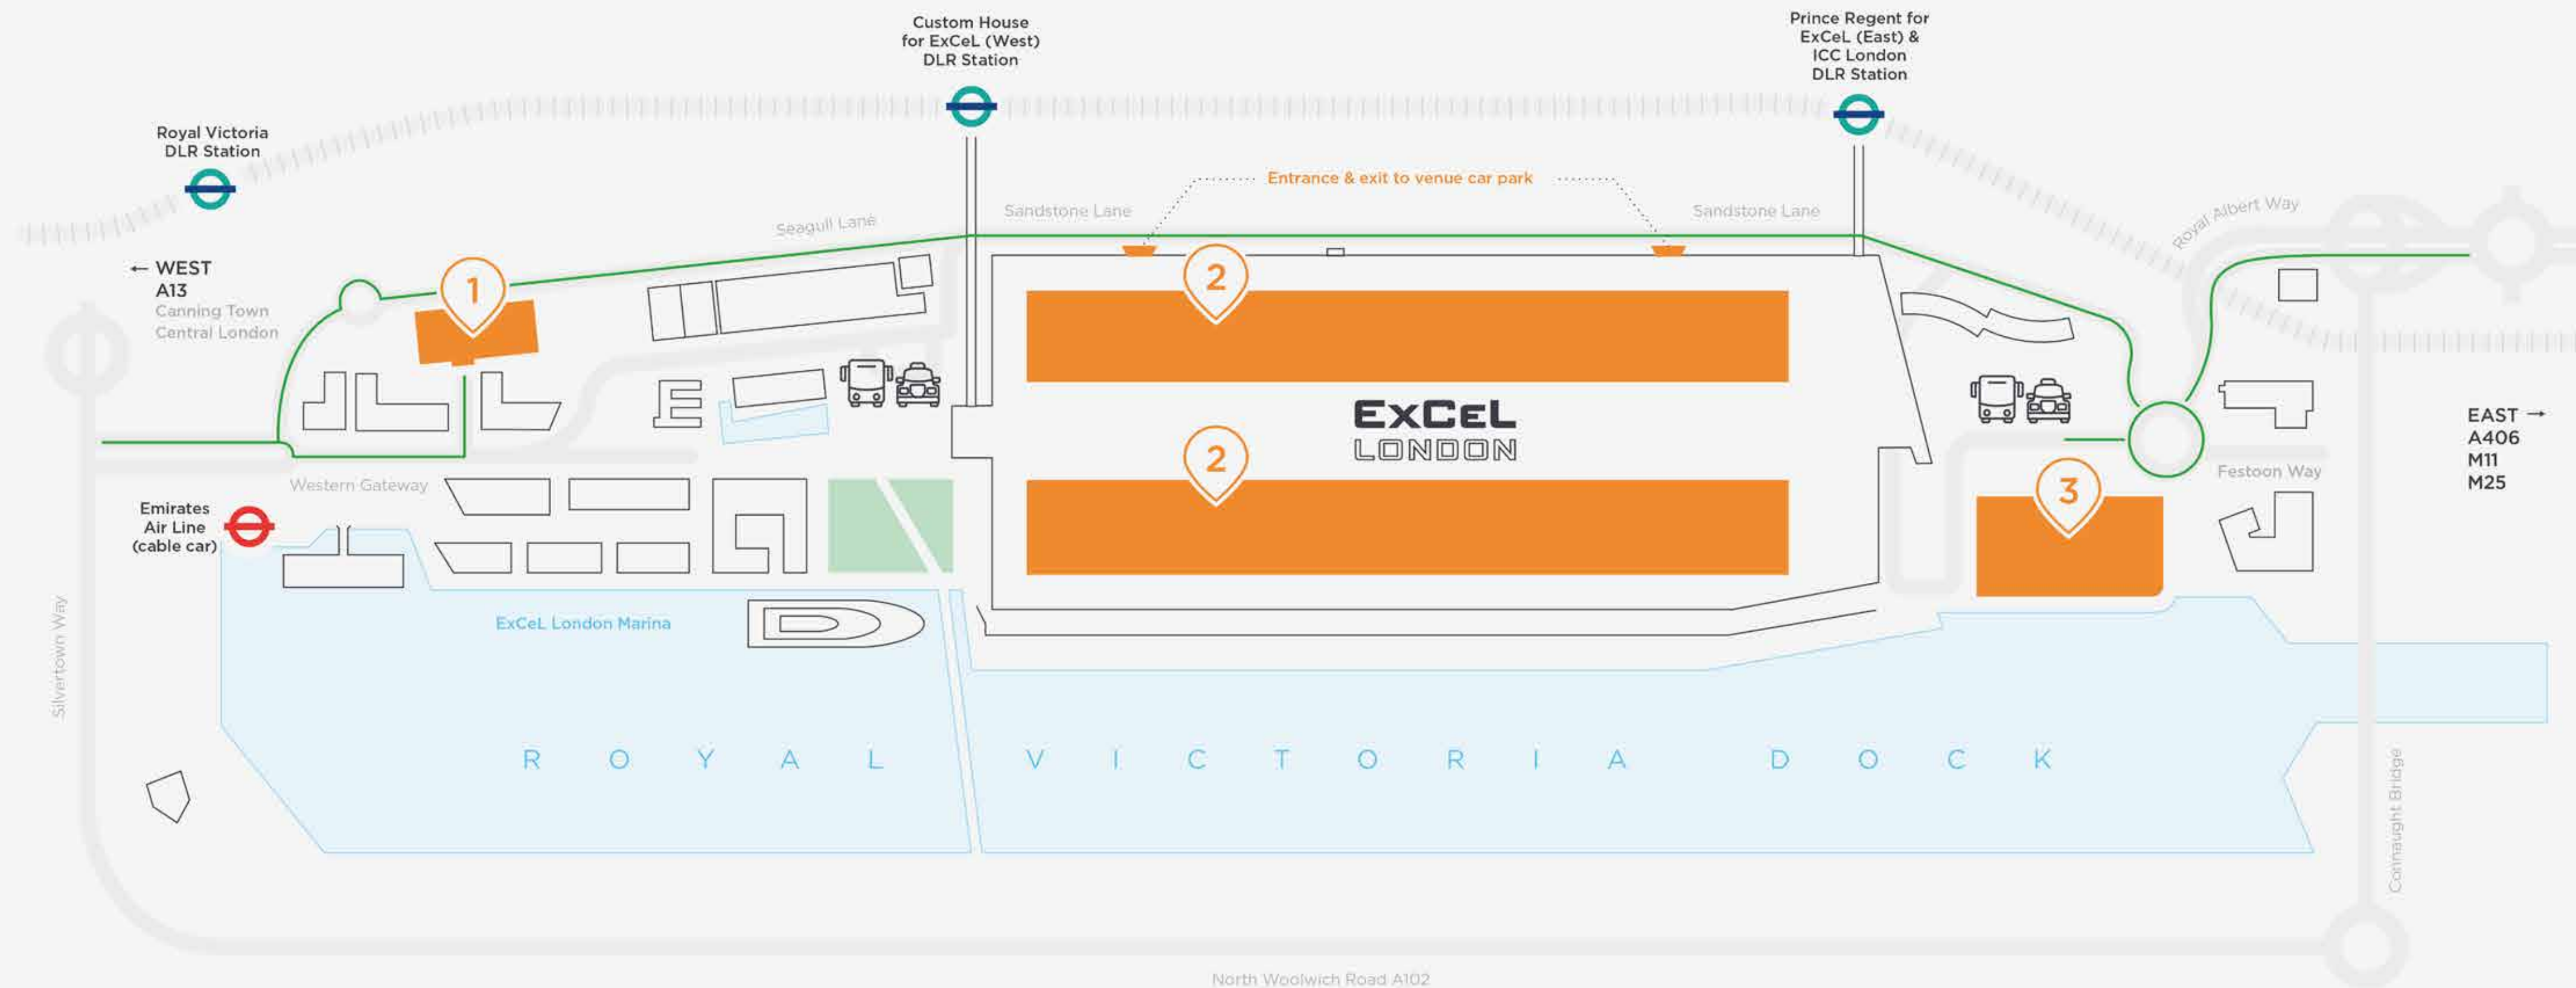 Custom House
for ExCeL (West)
DLR Station
Prince Regent for
ExCeL (East) &
ICC London
DLR Station
Royal Victoria
DLR Station
Entrance & exit to venue car park
Seagull Lane
Sandstone Lane
Sandstone Lane
Royal Albert Way
← WEST
A13
Canning Town
Central London
1
2
ExCeL
LONDON
2
3
EAST →
A406
M11
M25
Festoon Way
Western Gateway
Emirates
Air Line
(cable car)
ExCeL London Marina
Silvertown Way
ROYAL VICTORIA DOCK
Connaught Bridge
North Woolwich Road A102